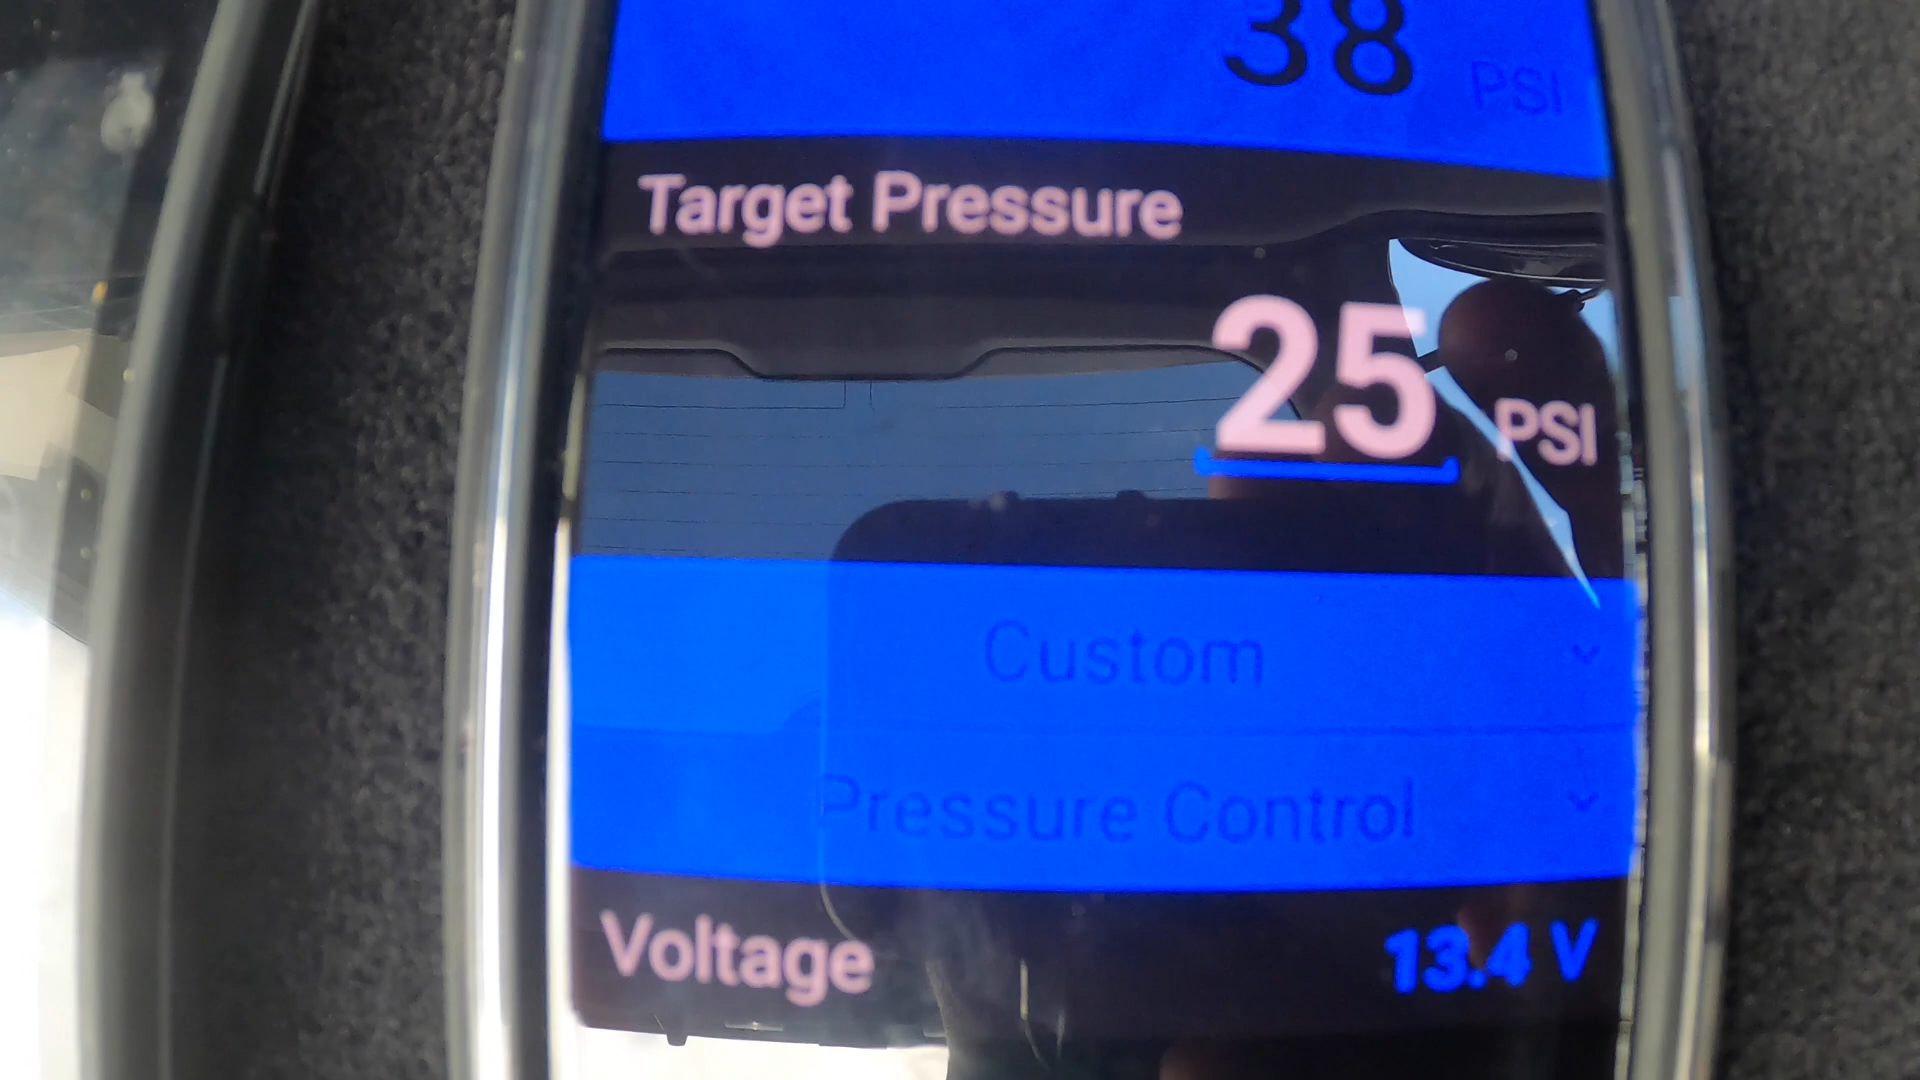 38 PSI
Target Pressure
25 PSI
Custom
Pressure Control
Voltage 13.4 V